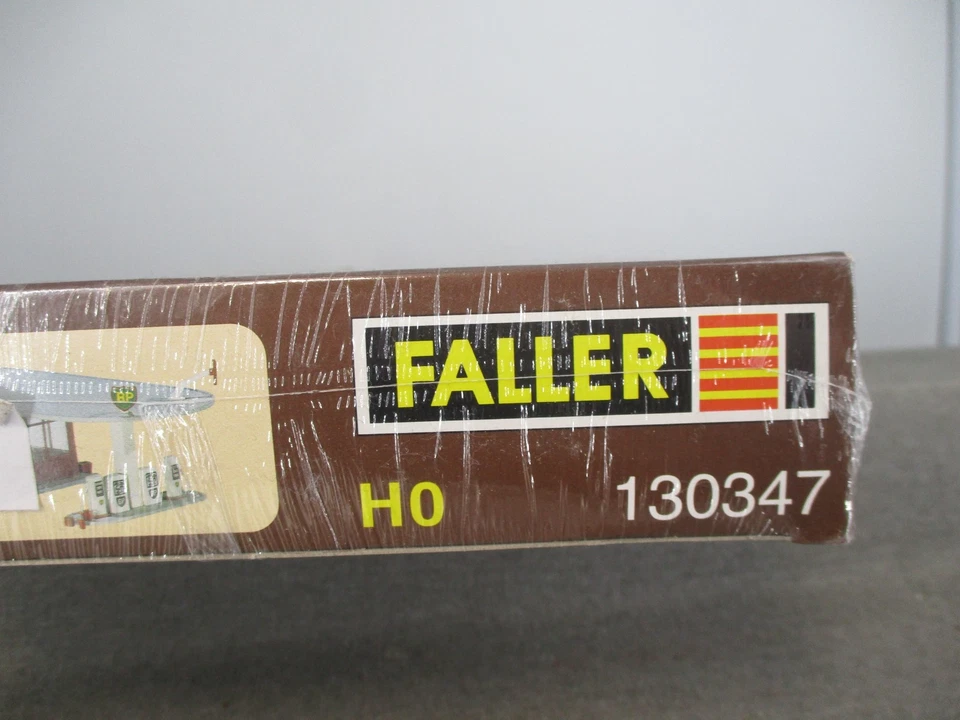 FALLER
BP
H0
130347